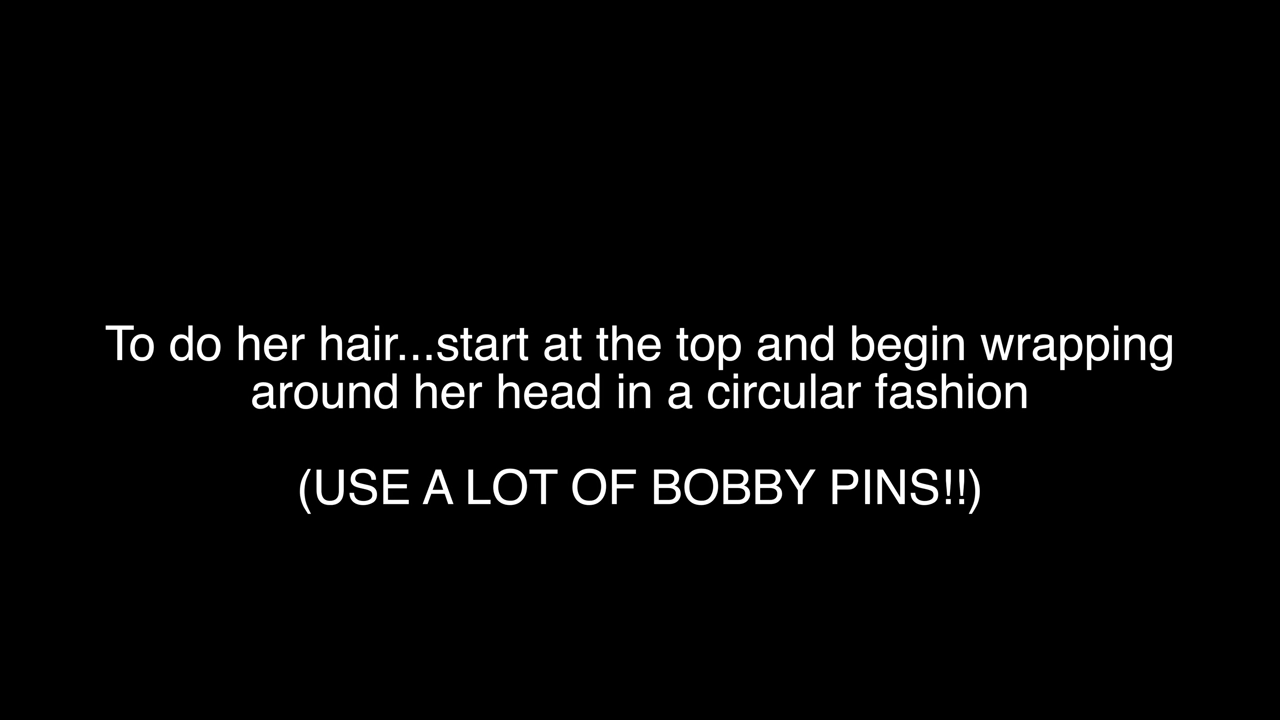 To do her hair...start at the top and begin wrapping
around her head in a circular fashion
(USE A LOT OF BOBBY PINS!!)